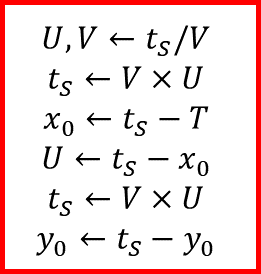 U, V ← t_S/V
t_S ← V × U
x_0 ← t_S − T
U ← t_S − x_0
t_S ← V × U
y_0 ← t_S − y_0